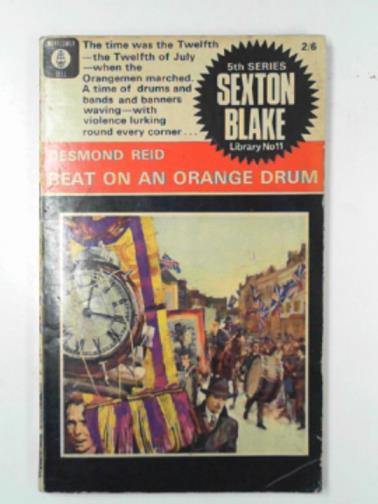 The time was the Twelfth
—the Twelfth of July
—when the
Orangemen marched.
A time of drums and
bands and banners
waving—with
violence lurking
round every corner...
5th SERIES
SEXTON
BLAKE
Library No 11
2/6
DESMOND REID
BEAT ON AN ORANGE DRUM